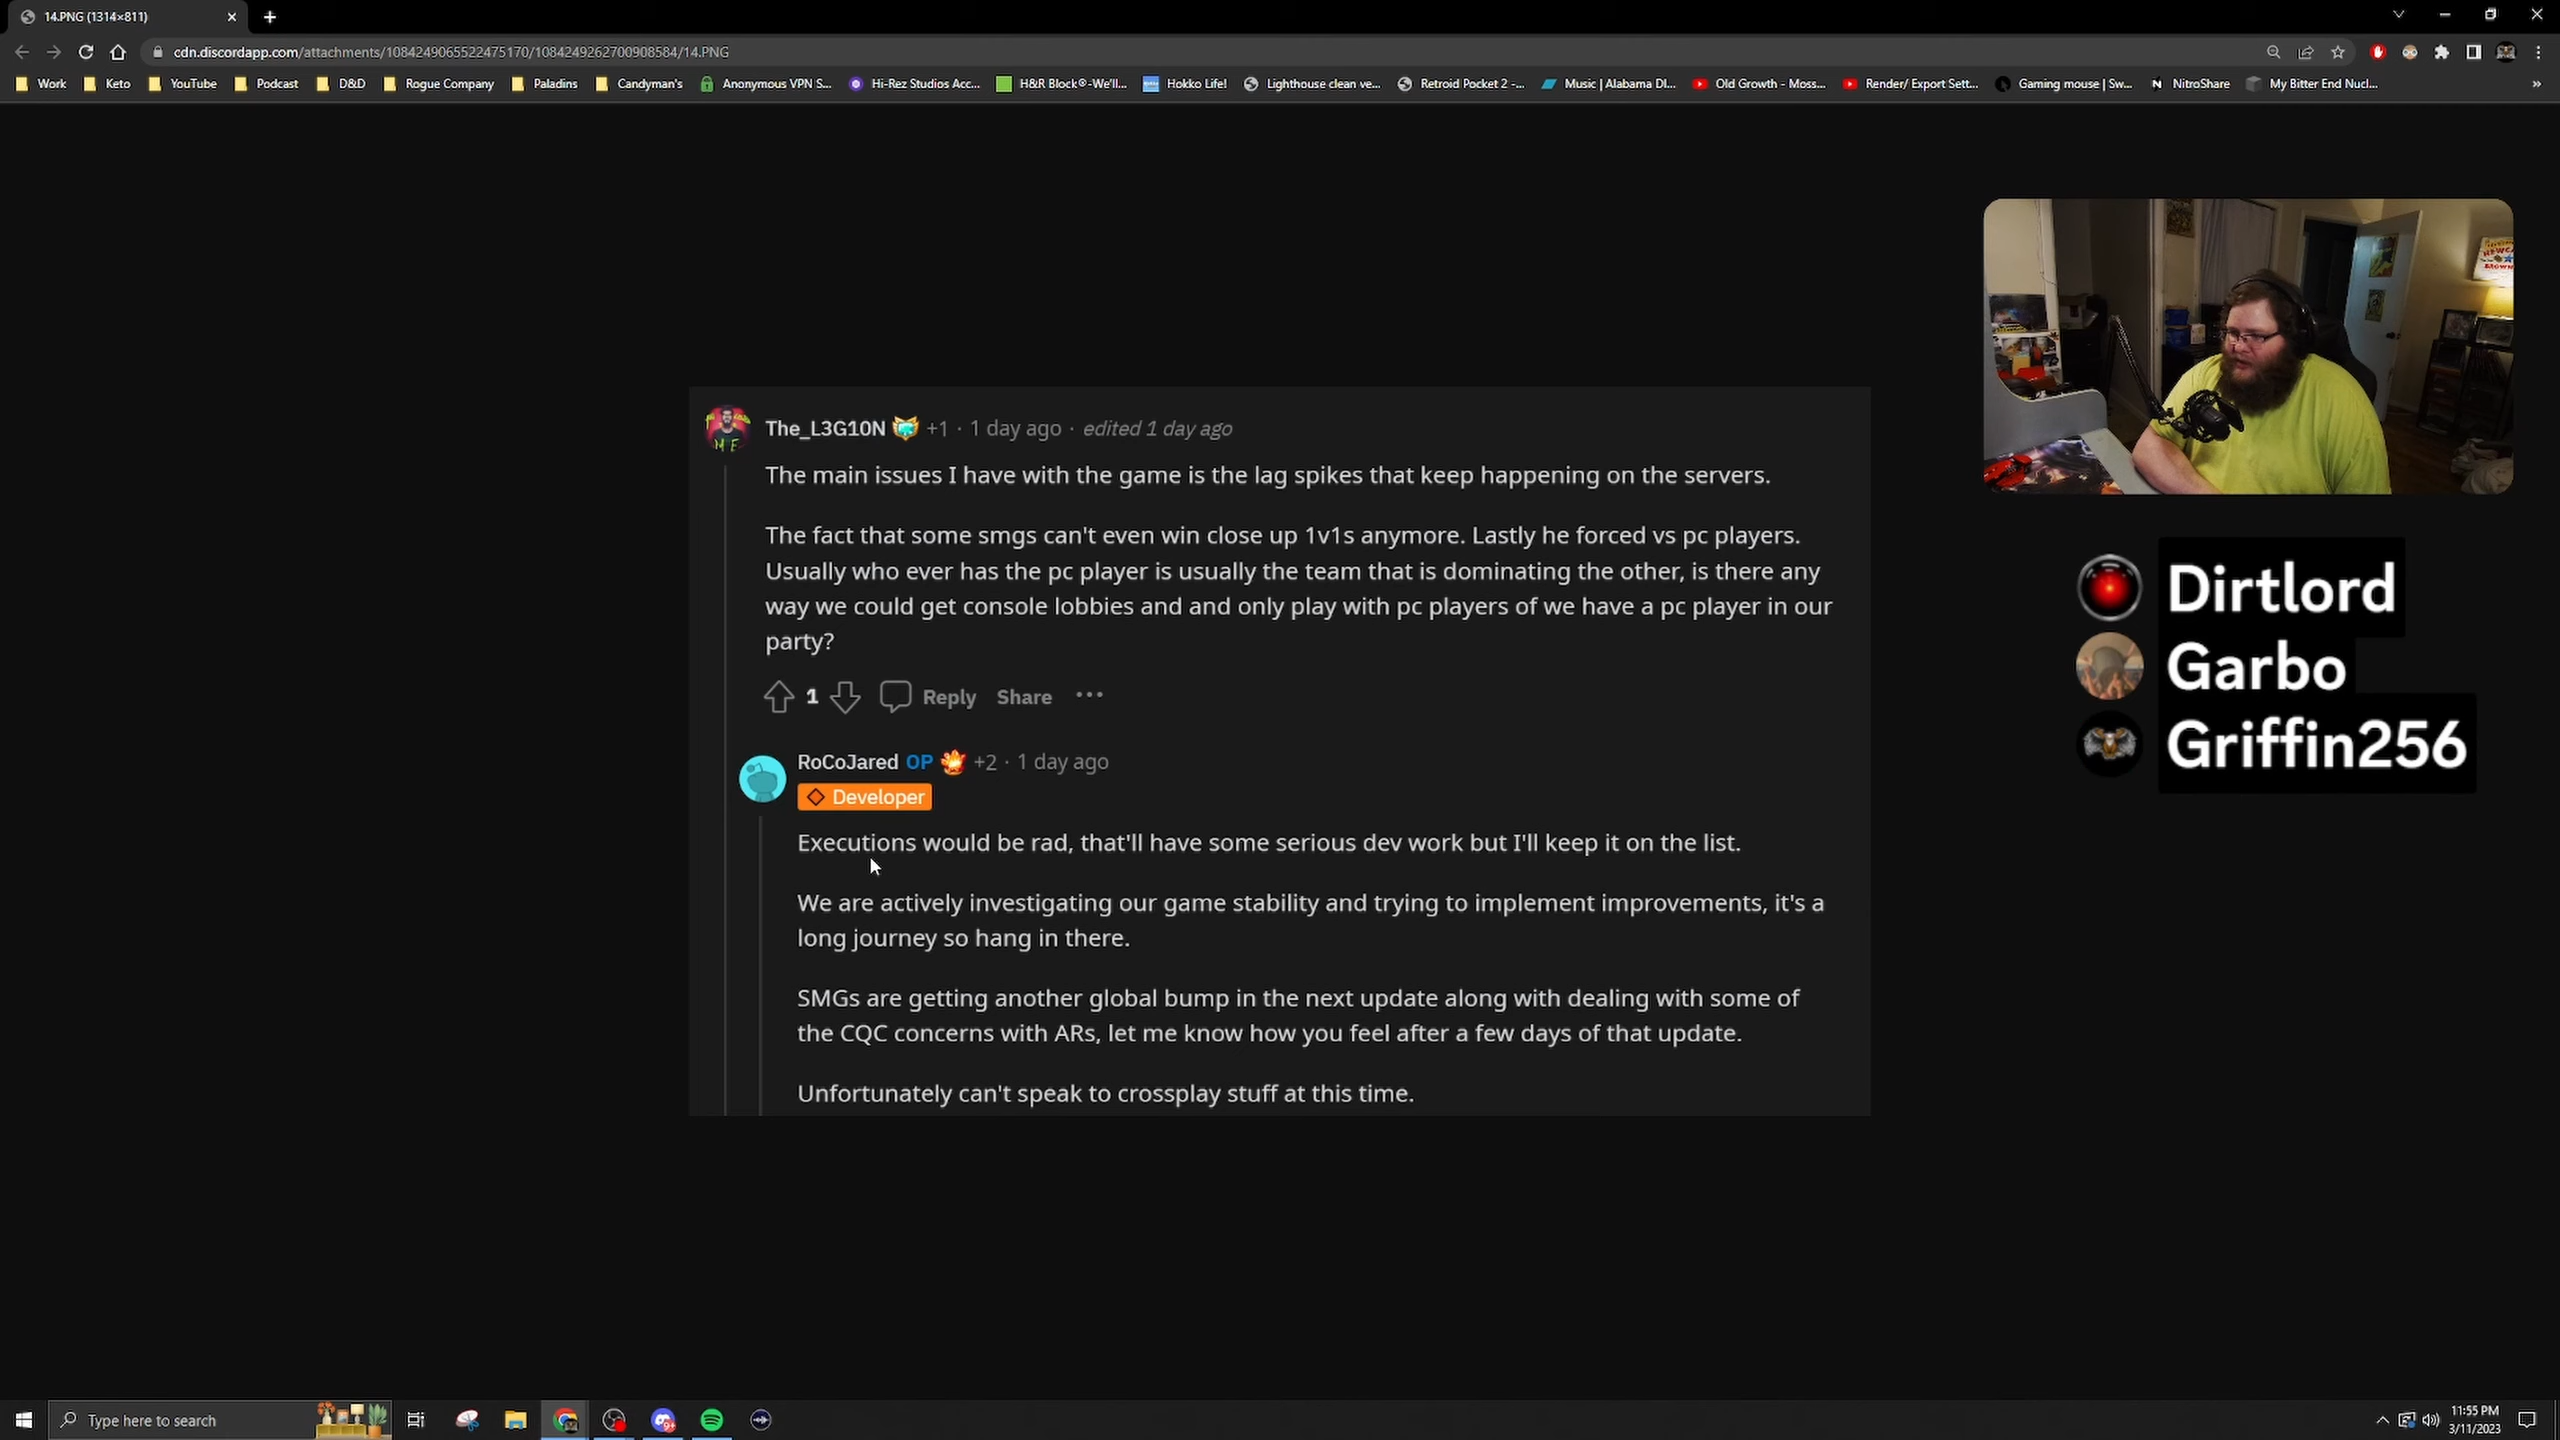 14.PNG (1314×811)
cdn.discordapp.com/attachments/1084249065522475170/1084249262700908584/14.PNG
Work
Keto
YouTube
Podcast
D&D
Rogue Company
Paladins
Candyman's
Anonymous VPN S...
Hi-Rez Studios Acc...
H&R Block®-We'll...
Hokko Life!
Lighthouse clean ve...
Retroid Pocket 2 -...
Music | Alabama DI...
Old Growth - Moss...
Render/ Export Sett...
Gaming mouse | Sw...
NitroShare
My Bitter End Nucl...
The_L3G10N +1 · 1 day ago · edited 1 day ago
The main issues I have with the game is the lag spikes that keep happening on the servers.
The fact that some smgs can't even win close up 1v1s anymore. Lastly he forced vs pc players.
Usually who ever has the pc player is usually the team that is dominating the other, is there any
way we could get console lobbies and and only play with pc players of we have a pc player in our
party?
1 Reply Share ···
RoCoJared OP +2 · 1 day ago
Developer
Executions would be rad, that'll have some serious dev work but I'll keep it on the list.
We are actively investigating our game stability and trying to implement improvements, it's a
long journey so hang in there.
SMGs are getting another global bump in the next update along with dealing with some of
the CQC concerns with ARs, let me know how you feel after a few days of that update.
Unfortunately can't speak to crossplay stuff at this time.
Dirtlord
Garbo
Griffin256
Type here to search
11:55 PM
3/11/2023